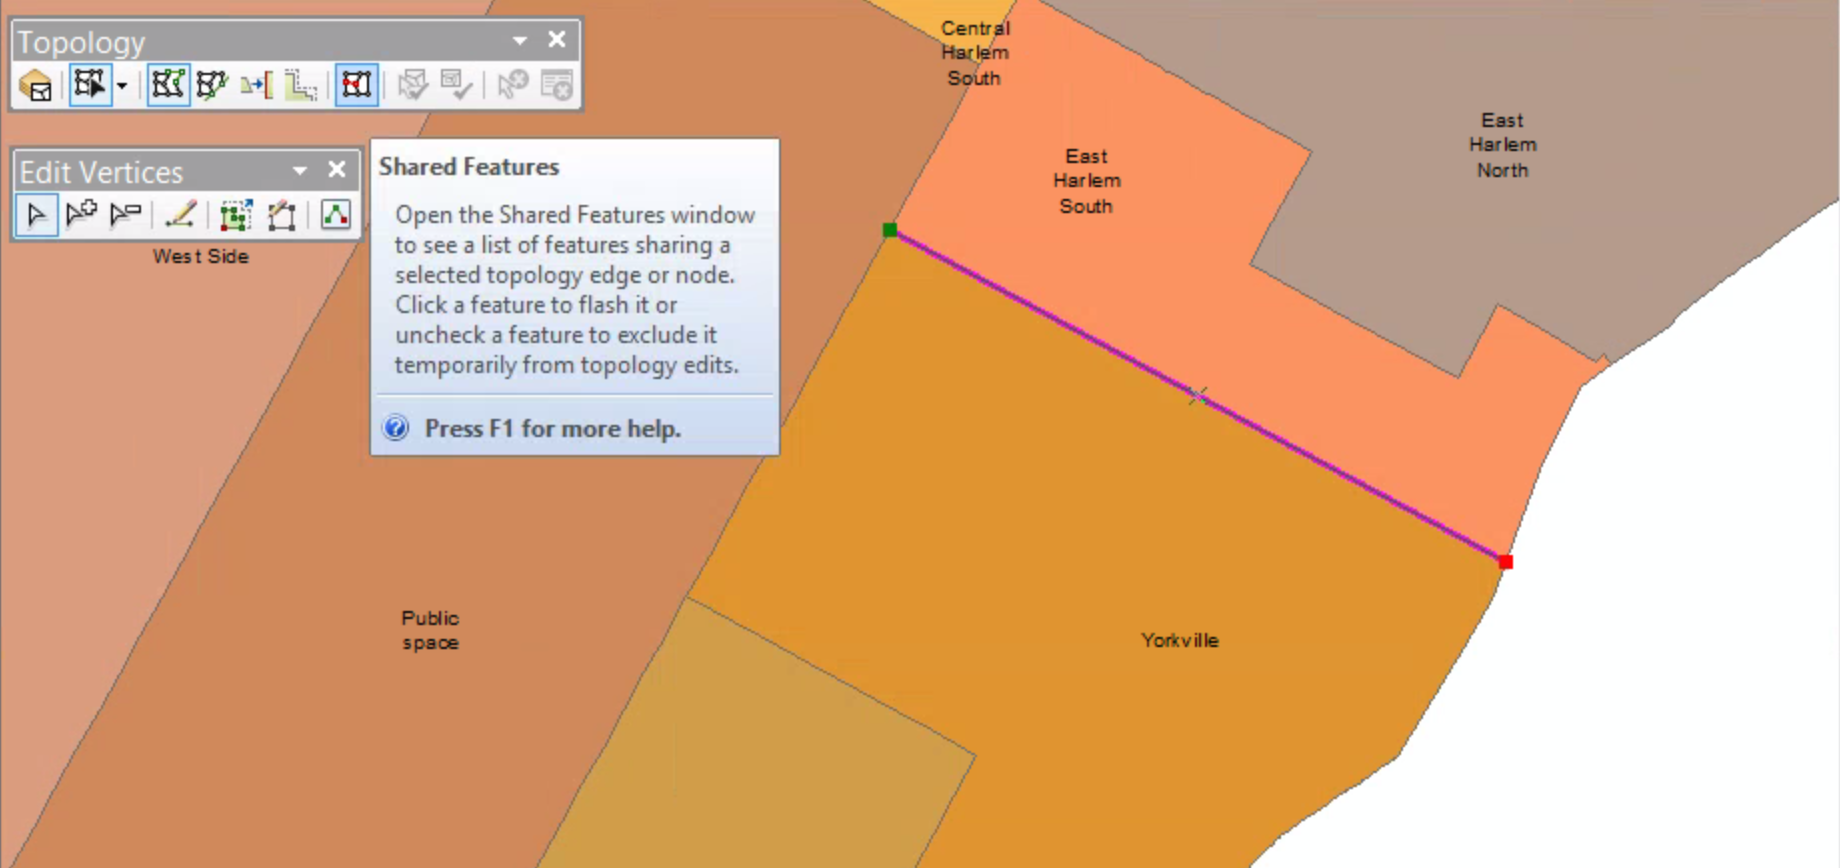 Topology
Edit Vertices
West Side
Shared Features
Open the Shared Features window
to see a list of features sharing a
selected topology edge or node.
Click a feature to flash it or
uncheck a feature to exclude it
temporarily from topology edits.
Press F1 for more help.
Central
Harlem
South
East
Harlem
South
East
Harlem
North
Public
space
Yorkville